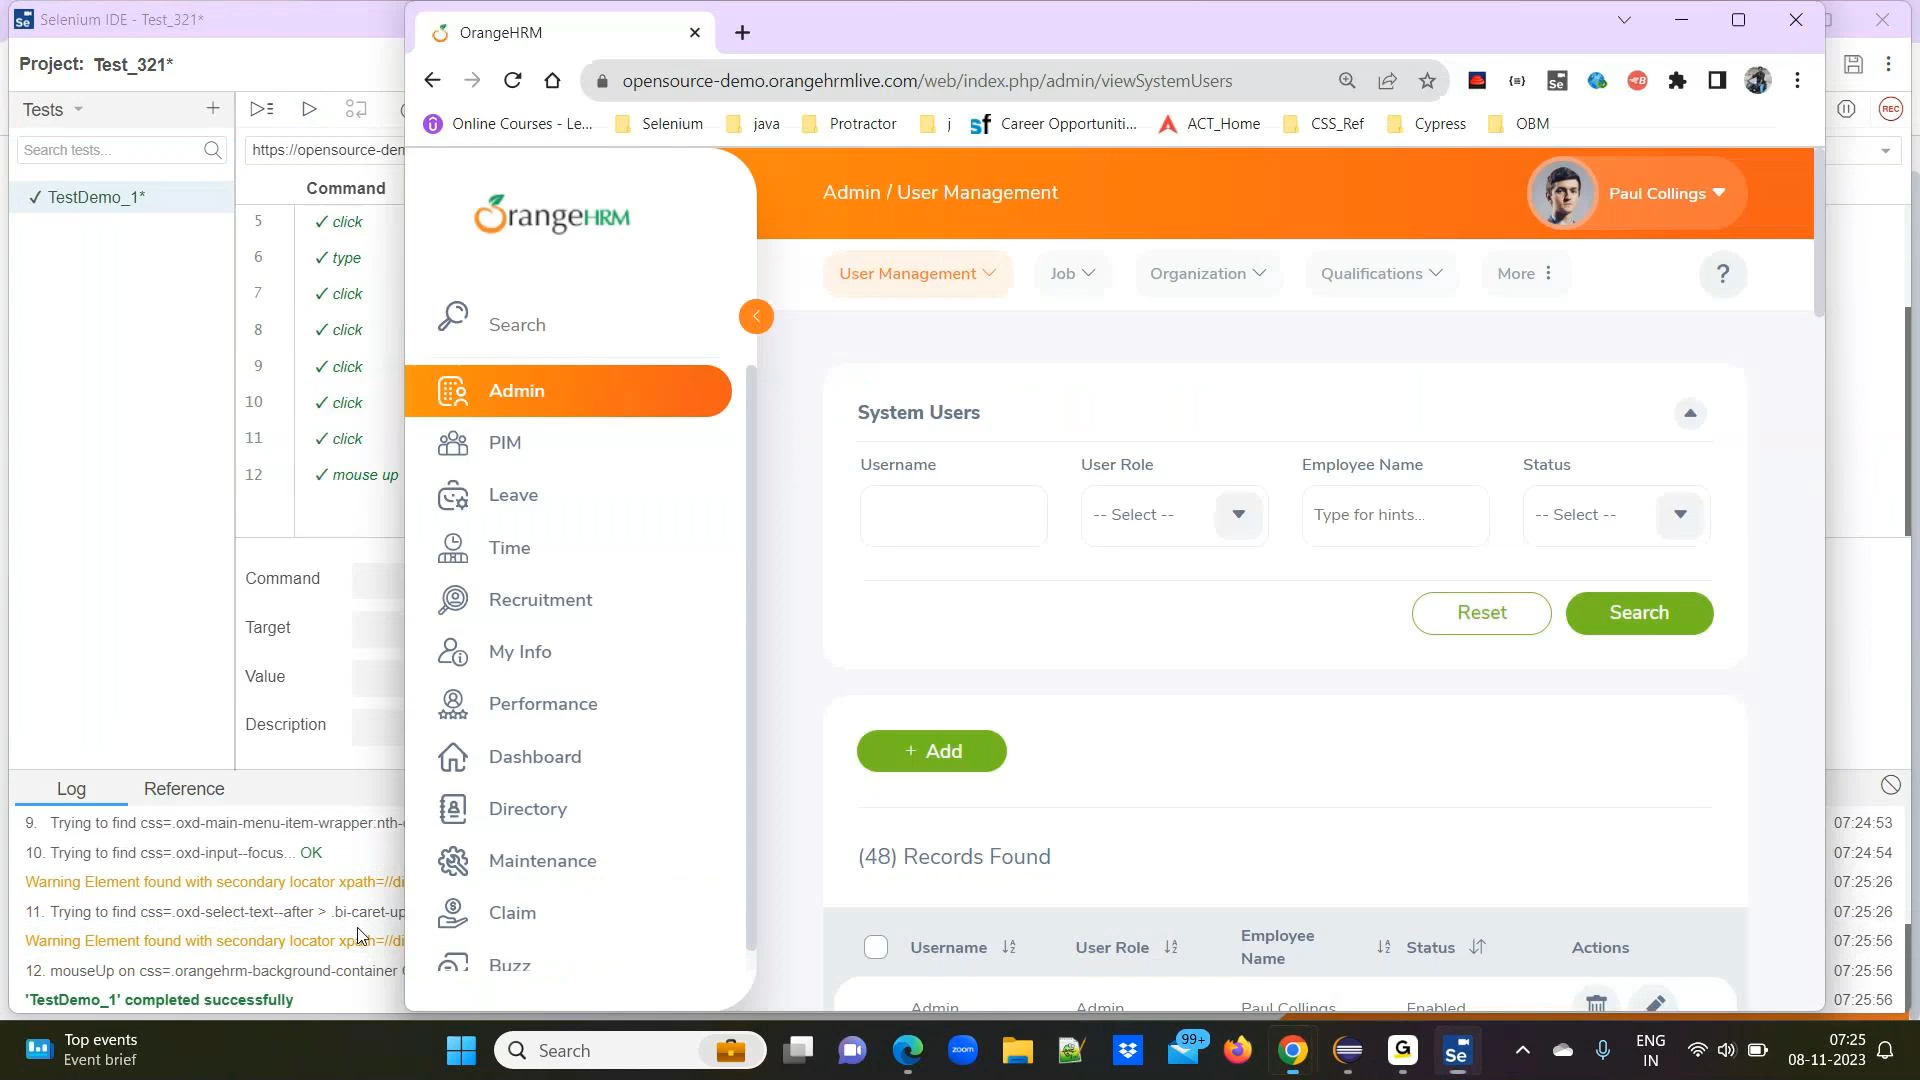 Selenium IDE - Test_321*
Project: Test_321*
Tests
Search tests...
✓ TestDemo_1*
https://opensource-den
Command
5 ✓ click
6 ✓ type
7 ✓ click
8 ✓ click
9 ✓ click
10 ✓ click
11 ✓ click
12 ✓ mouse up
Command
Target
Value
Description
Log Reference
9. Trying to find css=.oxd-main-menu-item-wrapper:nth-
10. Trying to find css=.oxd-input--focus... OK
Warning Element found with secondary locator xpath=//di
11. Trying to find css=.oxd-select-text--after > .bi-caret-up
Warning Element found with secondary locator xpath=//di
12. mouseUp on css=.orangehrm-background-container
'TestDemo_1' completed successfully
REC
07:24:53
07:24:54
07:25:26
07:25:26
07:25:56
07:25:56
07:25:56
OrangeHRM
opensource-demo.orangehrmlive.com/web/index.php/admin/viewSystemUsers
Online Courses - Le... Selenium java Protractor j Career Opportuniti... ACT_Home CSS_Ref Cypress OBM
OrangeHRM
Search
Admin
PIM
Leave
Time
Recruitment
My Info
Performance
Dashboard
Directory
Maintenance
Claim
Buzz
Admin / User Management
Paul Collings
User Management Job Organization Qualifications More ?
System Users
Username User Role Employee Name Status
-- Select -- Type for hints... -- Select --
Reset Search
+ Add
(48) Records Found
Username User Role Employee Name Status Actions
Admin Admin Paul Collings Enabled
Top events
Event brief
Search
zoom
99+
G
Se
ENG
IN
07:25
08-11-2023